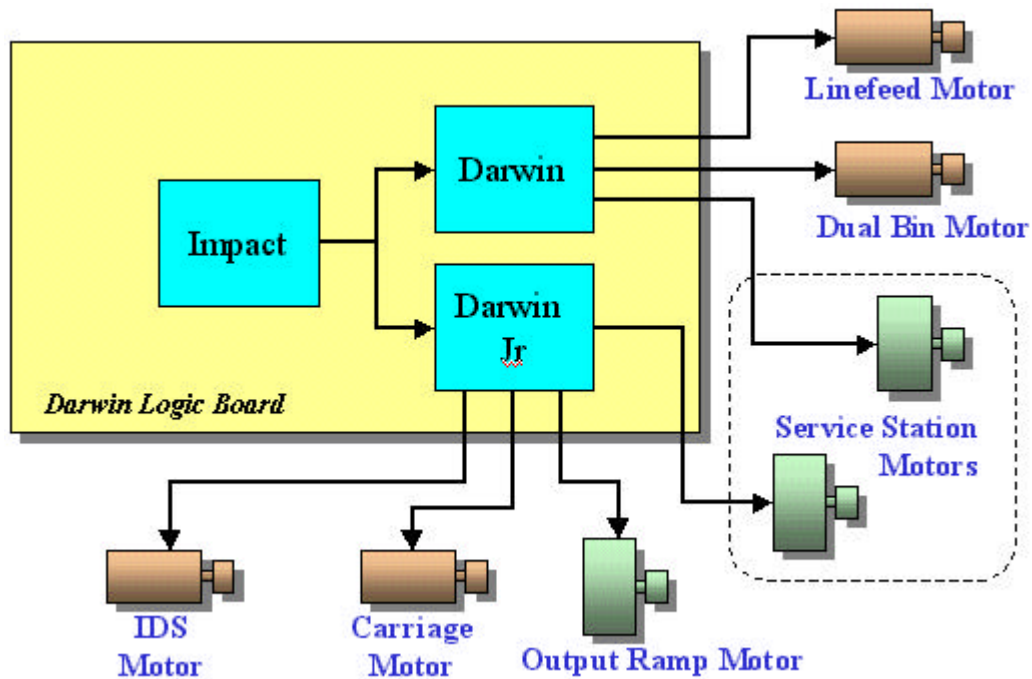 Linefeed Motor
Darwin
Dual Bin Motor
Impact
Darwin
Jr
Darwin Logic Board
Service Station
Motors
IDS
Motor
Carriage
Motor
Output Ramp Motor